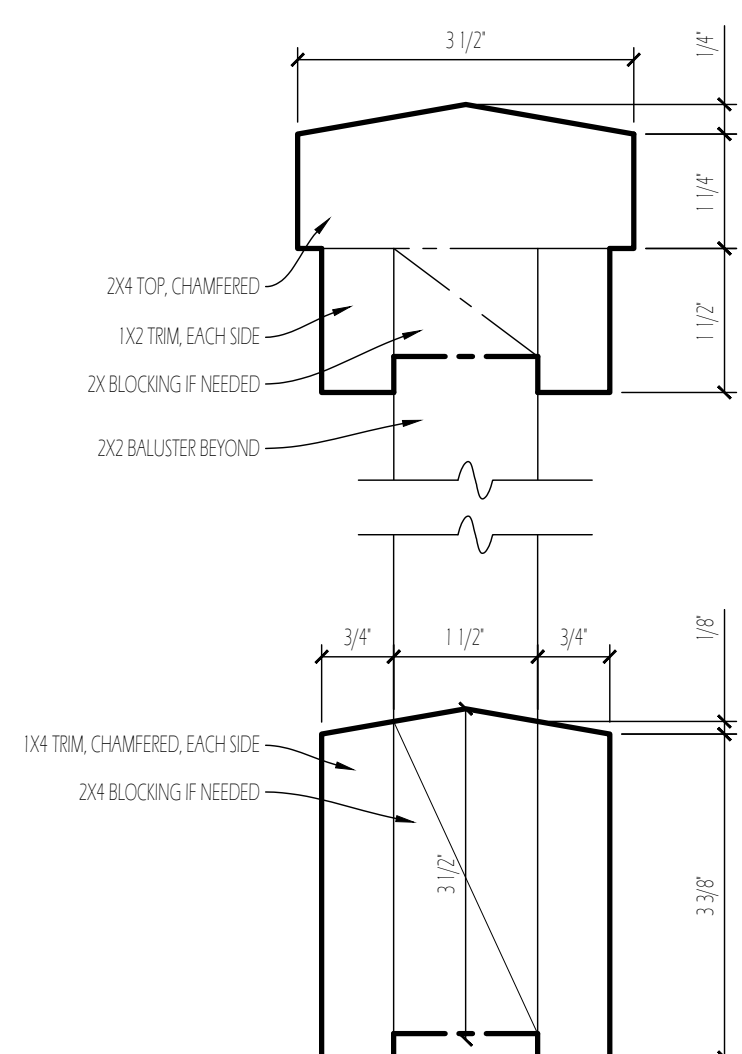 3 1/2"
1/4"
1 1/4"
2X4 TOP, CHAMFERED
1X2 TRIM, EACH SIDE
1 1/2"
2X BLOCKING IF NEEDED
2X2 BALUSTER BEYOND
1/8"
3/4"
1 1/2"
3/4"
1X4 TRIM, CHAMFERED, EACH SIDE
2X4 BLOCKING IF NEEDED
3 1/2"
3 3/8"